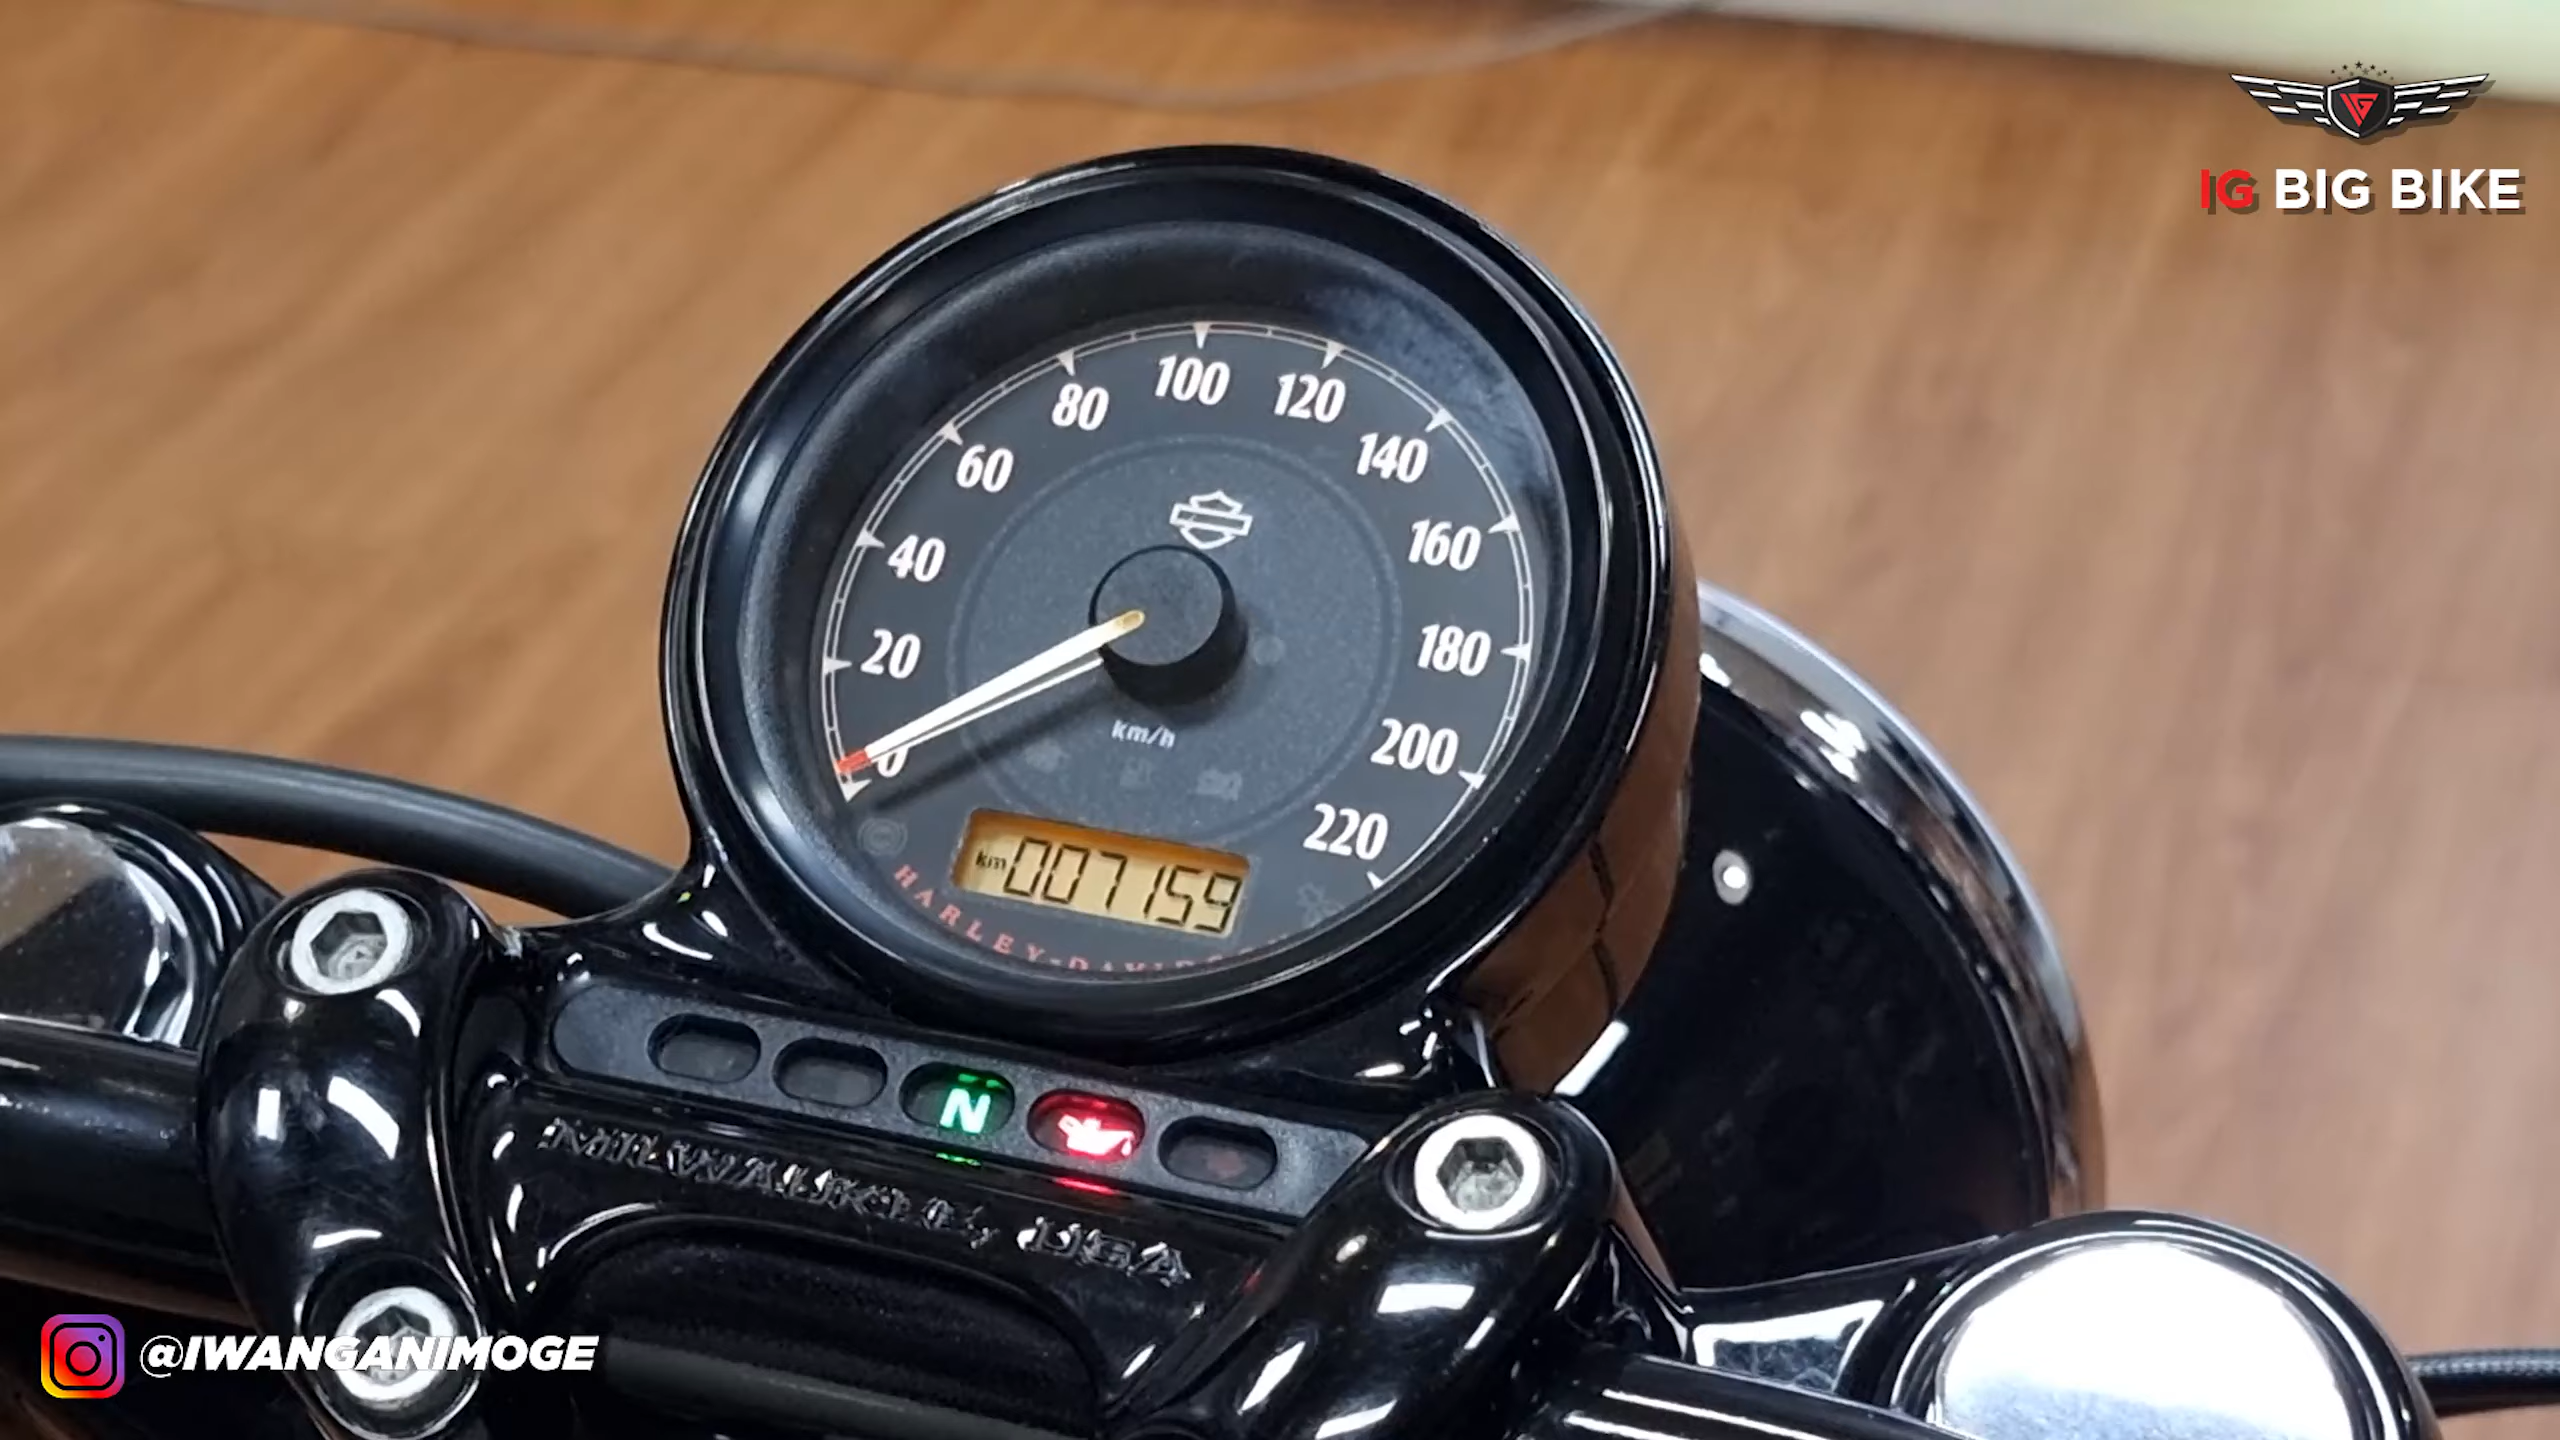 IG BIG BIKE
100
80
120
60
140
40
160
20
180
km/h
200
0
220
km 007159
HARLEY-DAVIDSON
N
MILWAUKEE, USA
@IWANGANIMOGE